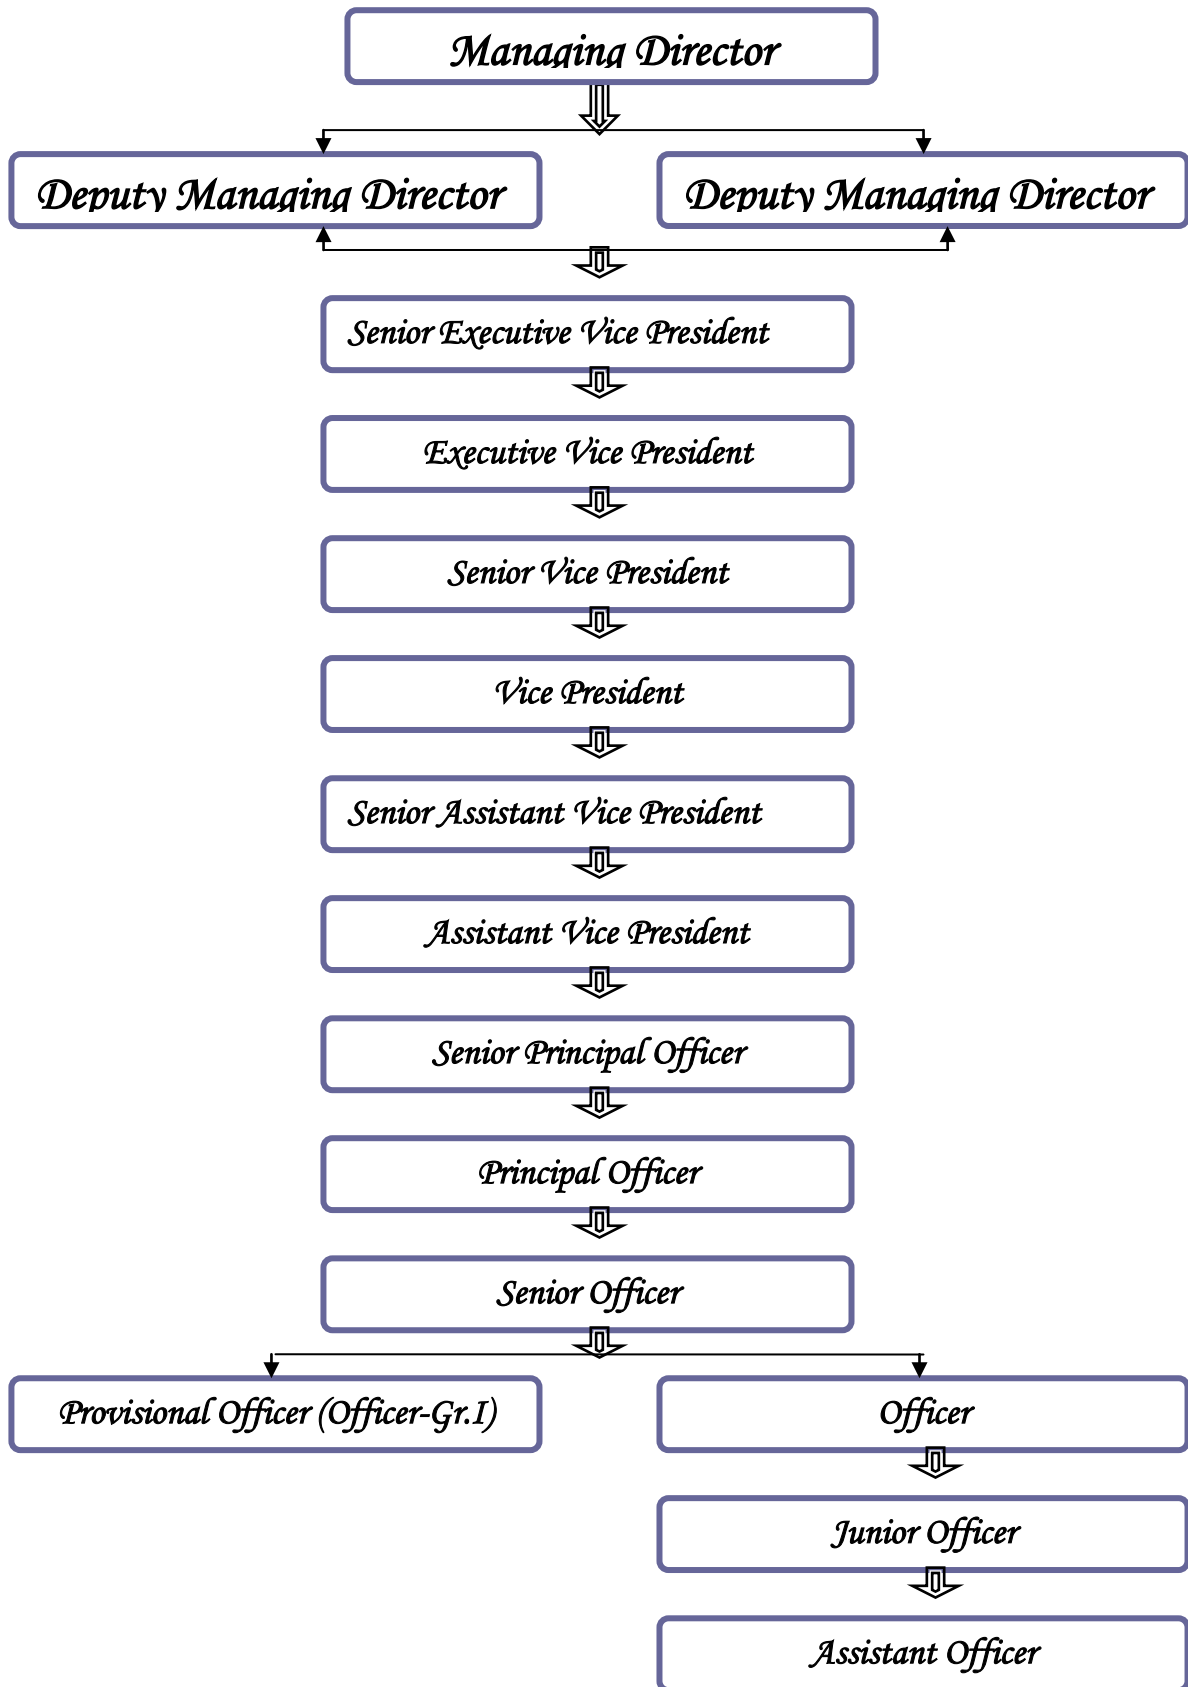 Managing Director
Deputy Managing Director
Deputy Managing Director
Senior Executive Vice President
Executive Vice President
Senior Vice President
Vice President
Senior Assistant Vice President
Assistant Vice President
Senior Principal Officer
Principal Officer
Senior Officer
Provisional Officer (Officer-Gr.I)
Officer
Junior Officer
Assistant Officer